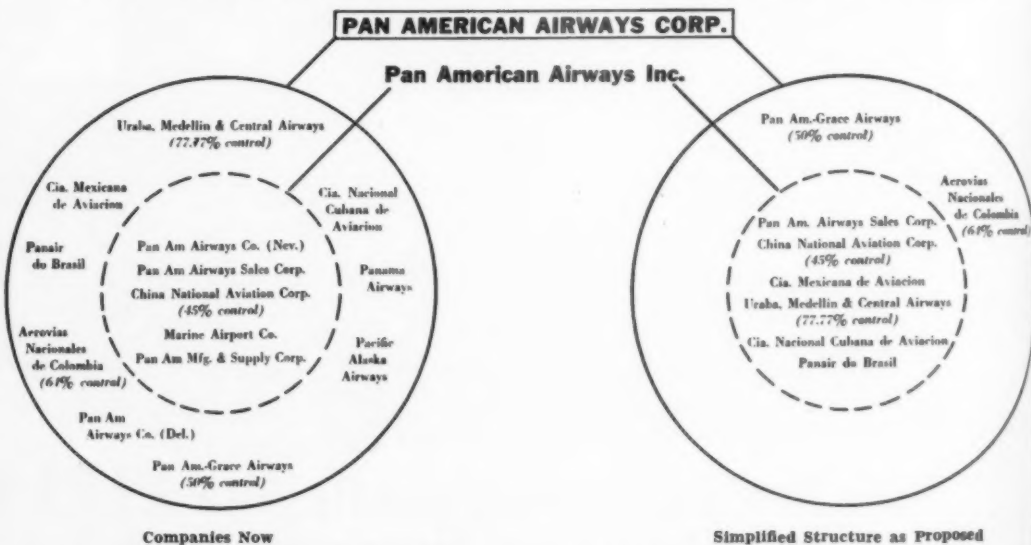 PAN AMERICAN AIRWAYS CORP.
Pan American Airways Inc.
Uraba, Medellin & Central Airways
(77.77% control)
Cia. Mexicana
de Aviacion
Cia. Nacional
Cubana de
Aviacion
Panair
do Brasil
Pan Am Airways Co. (Nev.)
Pan Am Airways Sales Corp.
China National Aviation Corp.
(45% control)
Marine Airport Co.
Pan Am Mfg. & Supply Corp.
Panama
Airways
Aerovias
Nacionales
de Colombia
(64% control)
Pacific
Alaska
Airways
Pan Am
Airways Co. (Del.)
Pan Am.-Grace Airways
(50% control)
Companies Now
Pan Am.-Grace Airways
(50% control)
Aerovias
Nacionales
de Colombia
(64% control)
Pan Am. Airways Sales Corp.
China National Aviation Corp.
(45% control)
Cia. Mexicana de Aviacion
Uraba, Medellin & Central Airways
(77.77% control)
Cia. Nacional Cubana de Aviacion
Panair do Brasil
Simplified Structure as Proposed